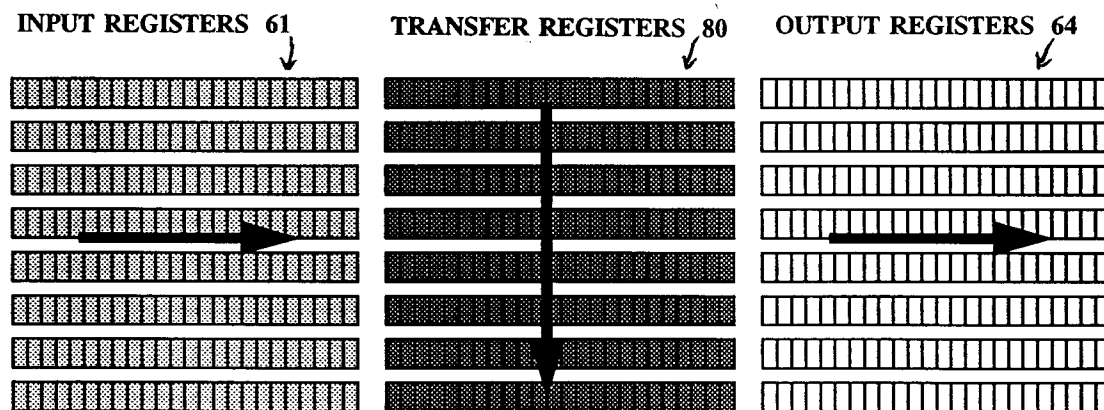 INPUT REGISTERS 61
TRANSFER REGISTERS 80
OUTPUT REGISTERS 64